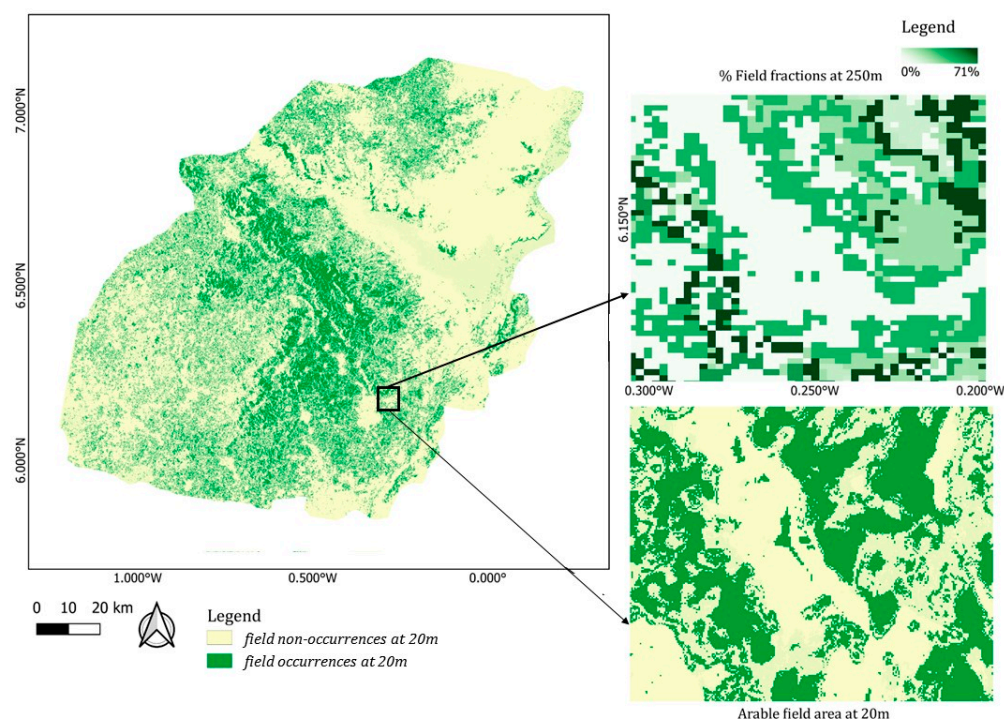 Legend
0% 71%
% Field fractions at 250m
7.000°N
6.500°N
6.000°N
6.150°N
0.300°W 0.250°W 0.200°W
1.000°W 0.500°W 0.000°
0 10 20 km
Legend
field non-occurrences at 20m
field occurrences at 20m
Arable field area at 20m